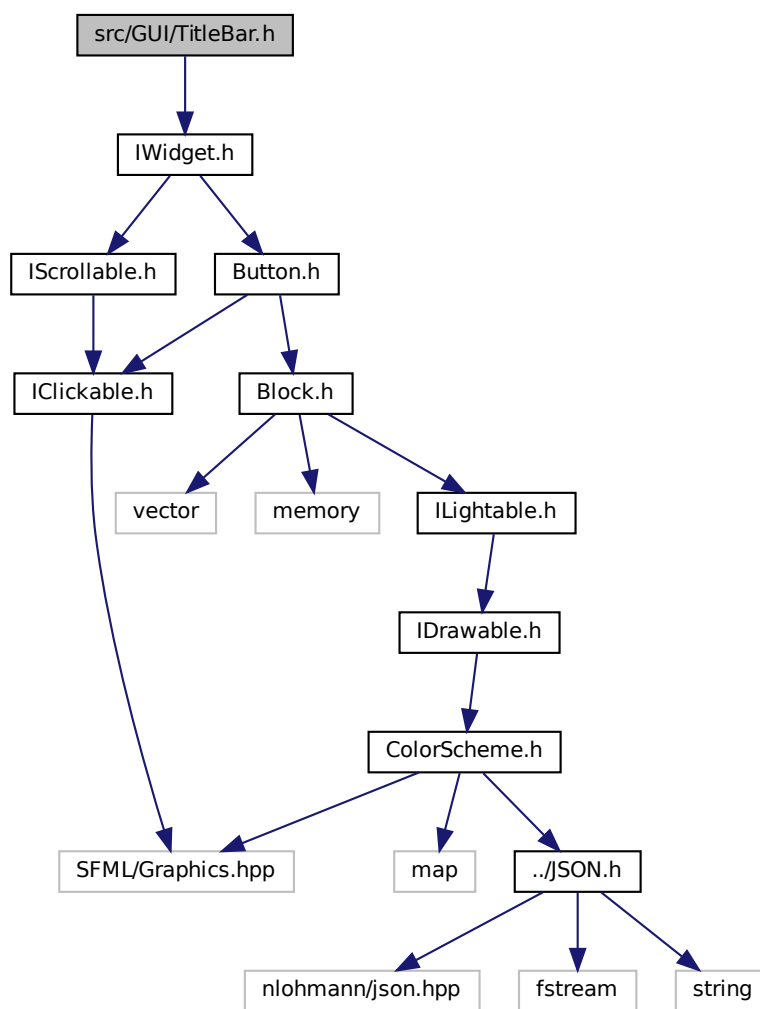 src/GUI/TitleBar.h
IWidget.h
IScrollable.h
Button.h
IClickable.h
Block.h
vector
memory
ILightable.h
IDrawable.h
ColorScheme.h
SFML/Graphics.hpp
map
../JSON.h
nlohmann/json.hpp
fstream
string